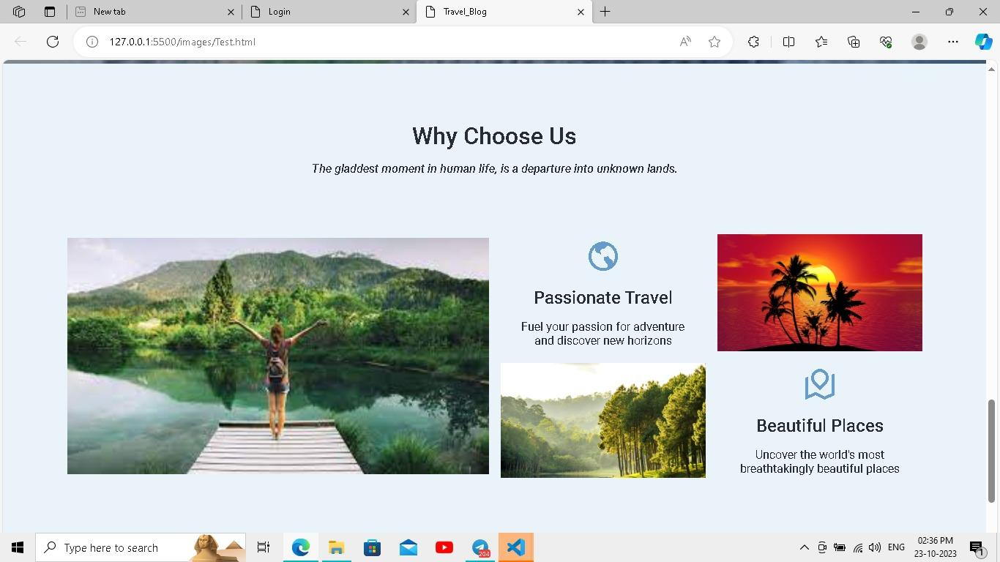 New tab
Login
Travel_Blog
127.0.0.1:5500/images/Test.html
Why Choose Us
The gladdest moment in human life, is a departure into unknown lands.
Passionate Travel
Fuel your passion for adventure
and discover new horizons
Beautiful Places
Uncover the world's most
breathtakingly beautiful places
Type here to search
204
ENG
02:36 PM
23-10-2023
1